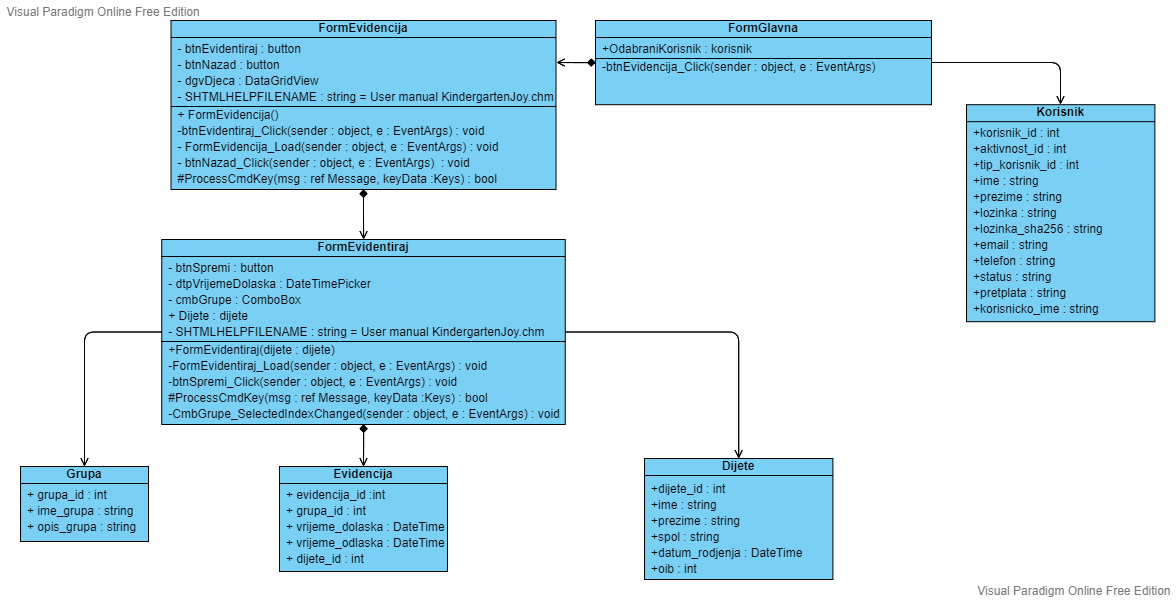 Visual Paradigm Online Free Edition
FormEvidencija
- btnEvidentiraj : button
- btnNazad : button
- dgvDjeca : DataGridView
- SHTMLHELPFILENAME : string = User manual KindergartenJoy.chm
+ FormEvidencija()
-btnEvidentiraj_Click(sender : object, e : EventArgs) : void
- FormEvidencija_Load(sender : object, e : EventArgs) : void
- btnNazad_Click(sender : object, e : EventArgs) : void
#ProcessCmdKey(msg : ref Message, keyData :Keys) : bool
FormGlavna
+OdabraniKorisnik : korisnik
-btnEvidencija_Click(sender : object, e : EventArgs)
Korisnik
+korisnik_id : int
+aktivnost_id : int
+tip_korisnik_id : int
+ime : string
+prezime : string
+lozinka : string
+lozinka_sha256 : string
+email : string
+telefon : string
+status : string
+pretplata : string
+korisnicko_ime : string
FormEvidentiraj
- btnSpremi : button
- dtpVrijemeDolaska : DateTimePicker
- cmbGrupe : ComboBox
+ Dijete : dijete
- SHTMLHELPFILENAME : string = User manual KindergartenJoy.chm
+FormEvidentiraj(dijete : dijete)
-FormEvidentiraj_Load(sender : object, e : EventArgs) : void
-btnSpremi_Click(sender : object, e : EventArgs) : void
#ProcessCmdKey(msg : ref Message, keyData :Keys) : bool
-CmbGrupe_SelectedIndexChanged(sender : object, e : EventArgs) : void
Grupa
+ grupa_id : int
+ ime_grupa : string
+ opis_grupa : string
Evidencija
+ evidencija_id :int
+ grupa_id : int
+ vrijeme_dolaska : DateTime
+ vrijeme_odlaska : DateTime
+ dijete_id : int
Dijete
+dijete_id : int
+ime : string
+prezime : string
+spol : string
+datum_rodjenja : DateTime
+oib : int
Visual Paradigm Online Free Edition